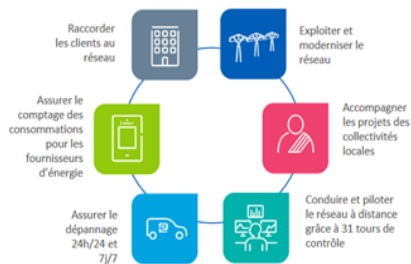 Raccorder
les clients au
réseau
Exploiter et
moderniser le
réseau
Assurer le
comptage des
consommations
pour les
fournisseurs
d'énergie
Accompagner
les projets des
collectivités
locales
Assurer le
dépannage
24h/24 et
7j/7
Conduire et piloter
le réseau à distance
grâce à 31 tours de
contrôle